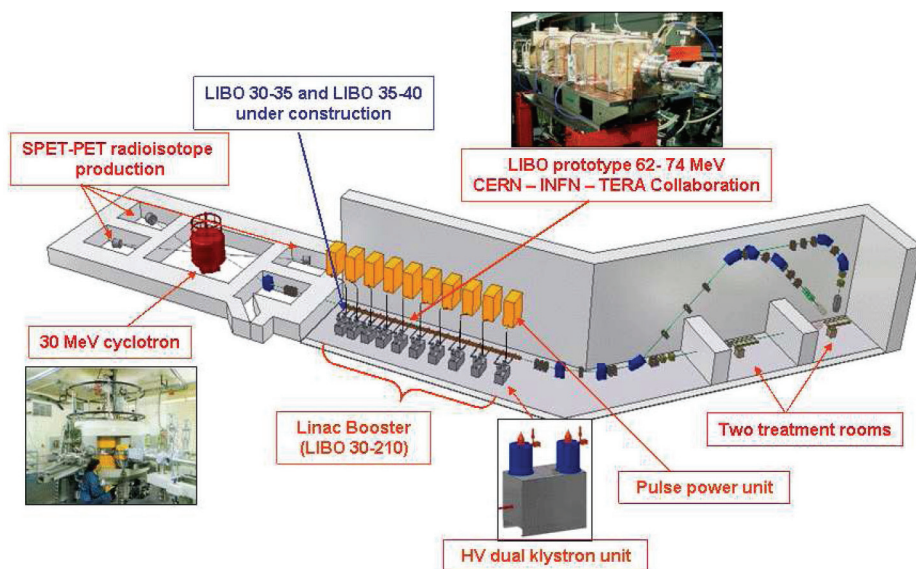 LIBO 30-35 and LIBO 35-40
under construction
SPET-PET radioisotope
production
LIBO prototype 62- 74 MeV
CERN – INFN – TERA Collaboration
30 MeV cyclotron
Linac Booster
(LIBO 30-210)
Two treatment rooms
Pulse power unit
HV dual klystron unit